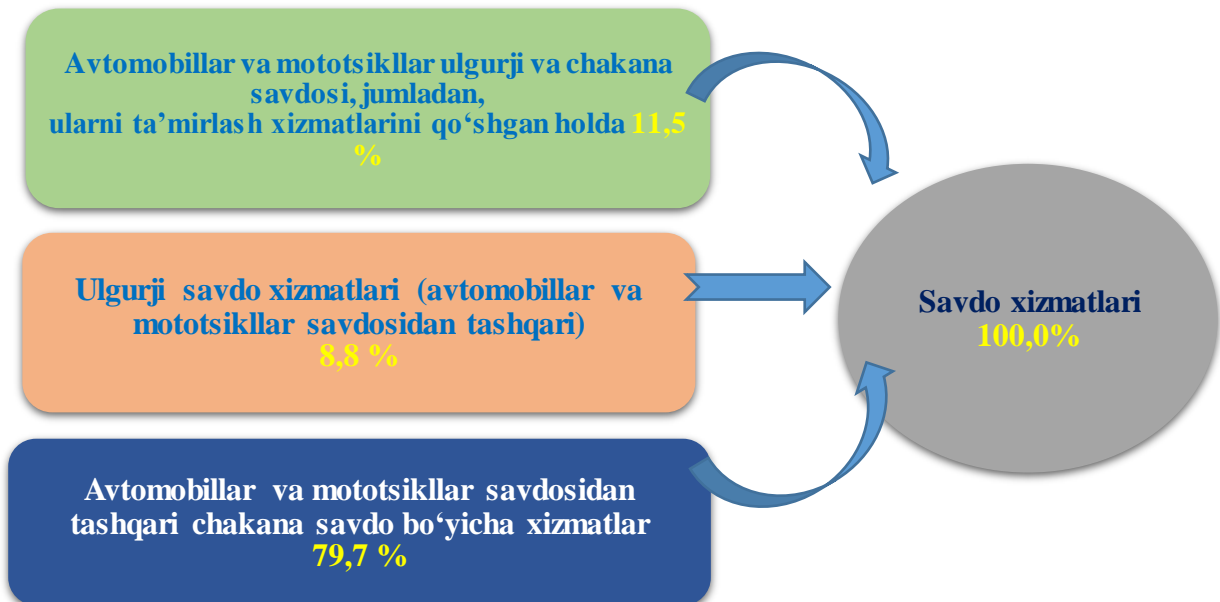 Avtomobillar va mototsikllar ulgurji va chakana
savdosi, jumladan,
ularni ta’mirlash xizmatlarini qo‘shgan holda 11,5
%
Ulgurji savdo xizmatlari (avtomobillar va
mototsikllar savdosidan tashqari)
8,8 %
Avtomobillar va mototsikllar savdosidan
tashqari chakana savdo bo‘yicha xizmatlar
79,7 %
Savdo xizmatlari
100,0%